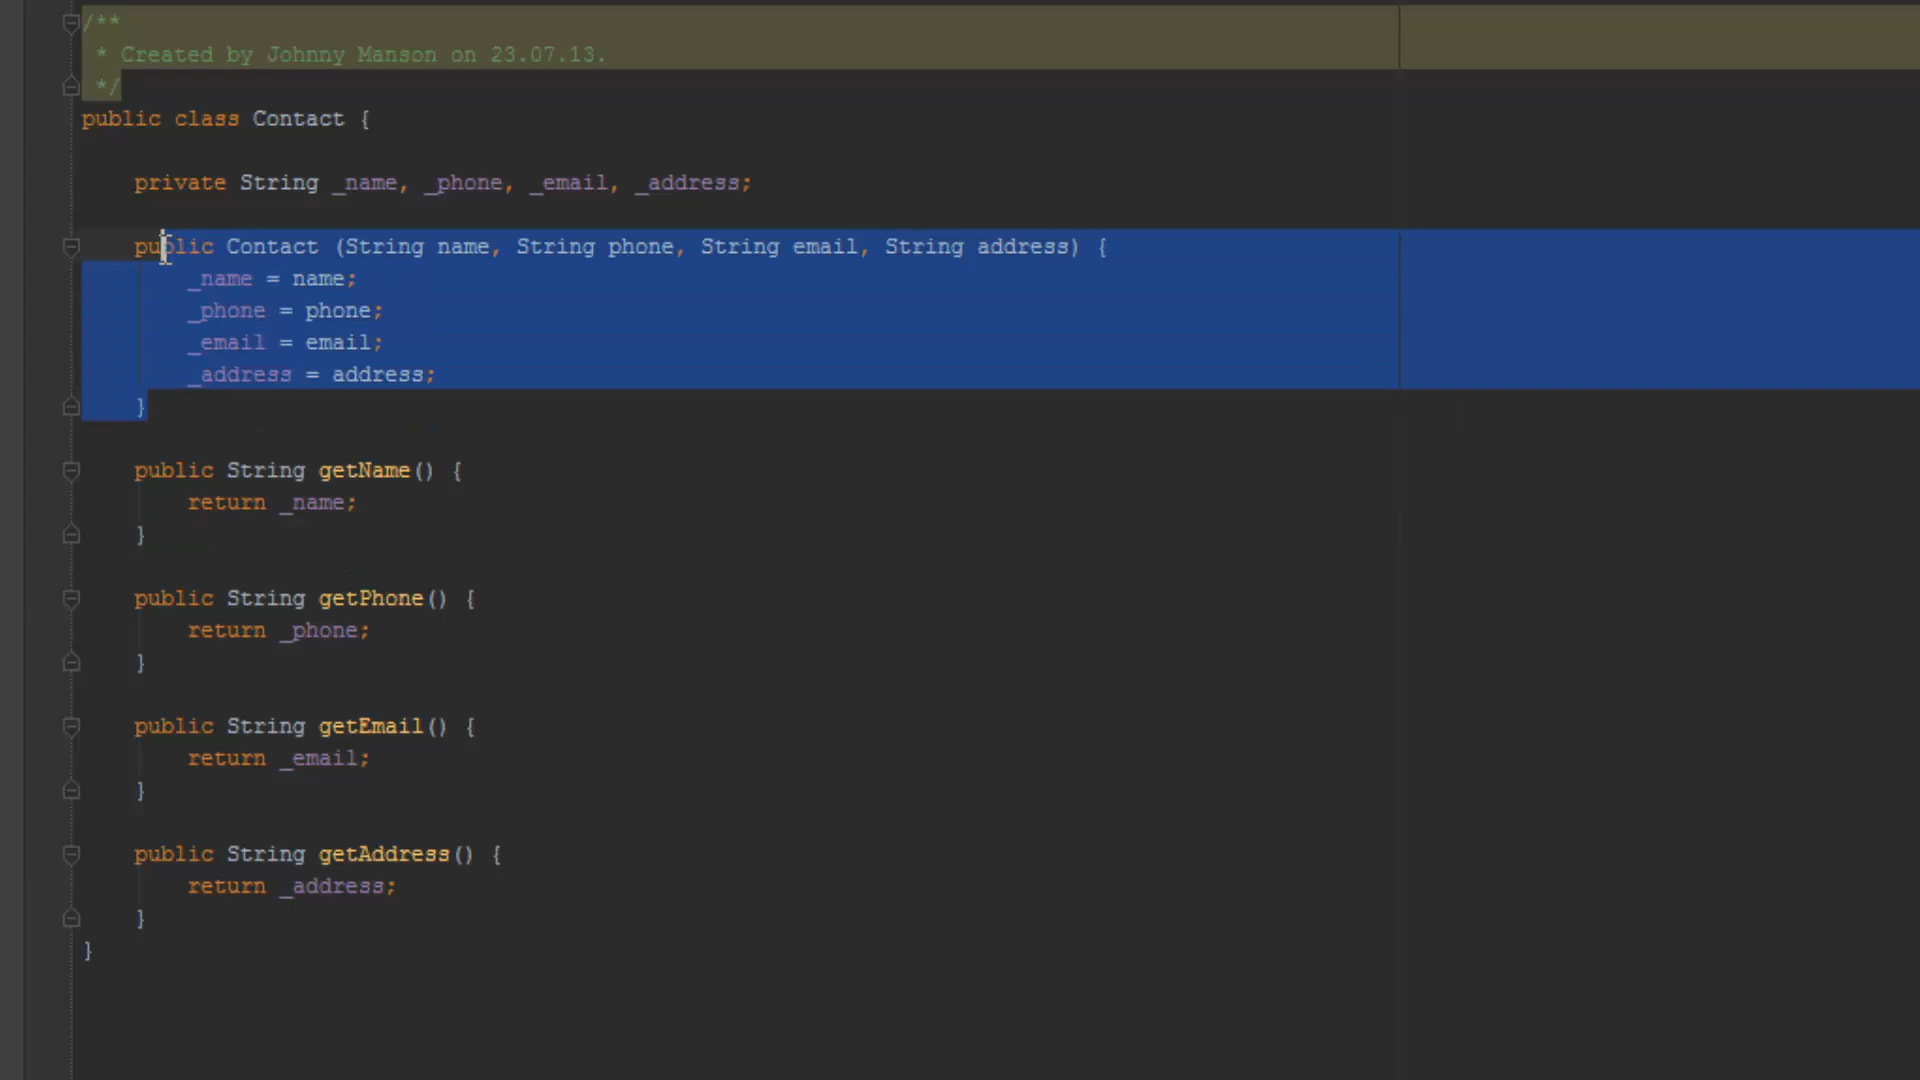 /**
 * Created by Johnny Manson on 23.07.13.
 */
public class Contact {
    private String _name, _phone, _email, _address;
    public Contact (String name, String phone, String email, String address) {
        _name = name;
        _phone = phone;
        _email = email;
        _address = address;
    }
    public String getName() {
        return _name;
    }
    public String getPhone() {
        return _phone;
    }
    public String getEmail() {
        return _email;
    }
    public String getAddress() {
        return _address;
    }
}